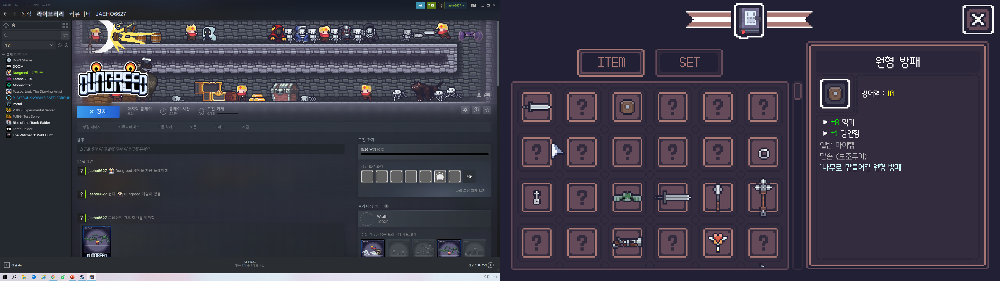 Steam 보기 친구 게임 도움말
7
?
jaeho6627
상점 라이브러리 커뮤니티 JAEHO6627
홈
게임
전체 (13/105)
Don't Starve
DOOM
Dungreed - 실행 중
Katana ZERO
Moonlighter
Passpartout: The Starving Artist
PLAYERUNKNOWN'S BATTLEGROUN
Portal
PUBG: Experimental Server
PUBG: Test Server
Rise of the Tomb Raider
Tomb Raider
The Witcher 3: Wild Hunt
게임 추가
DUNGREED
정지
마지막 플레이
오늘
플레이 시간
22분
도전 과제
0/16
상점 페이지 커뮤니티 허브 그룹 찾기 토론 가이드 지원
활동
친구들에게 이 게임에 대해 이야기해 주세요...
12월 1일
? jaeho6627 Dungreed 게임을 처음 플레이함
? jaeho6627 현재 Dungreed 게임이 있음
? jaeho6627 트레이딩 카드 하나를 획득함
DUNGREED
도전 과제
0/16 달성 (0%)
잠긴 도전 과제
+9
나의 도전 과제 보기
트레이딩 카드 ?
Wrath
100XP
수집 가능한 남은 트레이딩 카드: 6개
다운로드
항목 1개 중 1개 완료됨
친구 목록 보기
오전 1:31
ITEM SET
? ? ? ?
? ? ? ? ?
?
? ? ? ?
원형 방패
방어력 : 10
+8 막기
+1 강인함
일반 아이템
한손 (보조무기)
"나무로 만들어진 원형 방패"